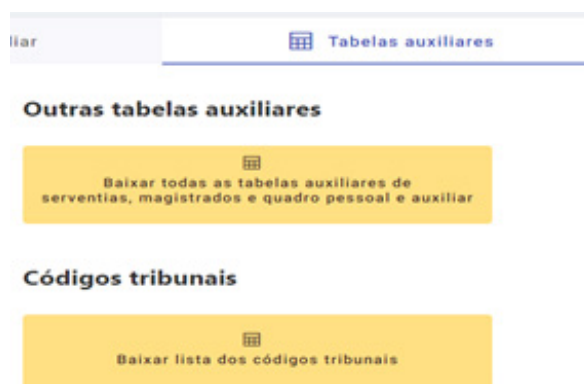 liar
Tabelas auxiliares
Outras tabelas auxiliares
Baixar todas as tabelas auxiliares de
serventias, magistrados e quadro pessoal e auxiliar
Códigos tribunais
Baixar lista dos códigos tribunais